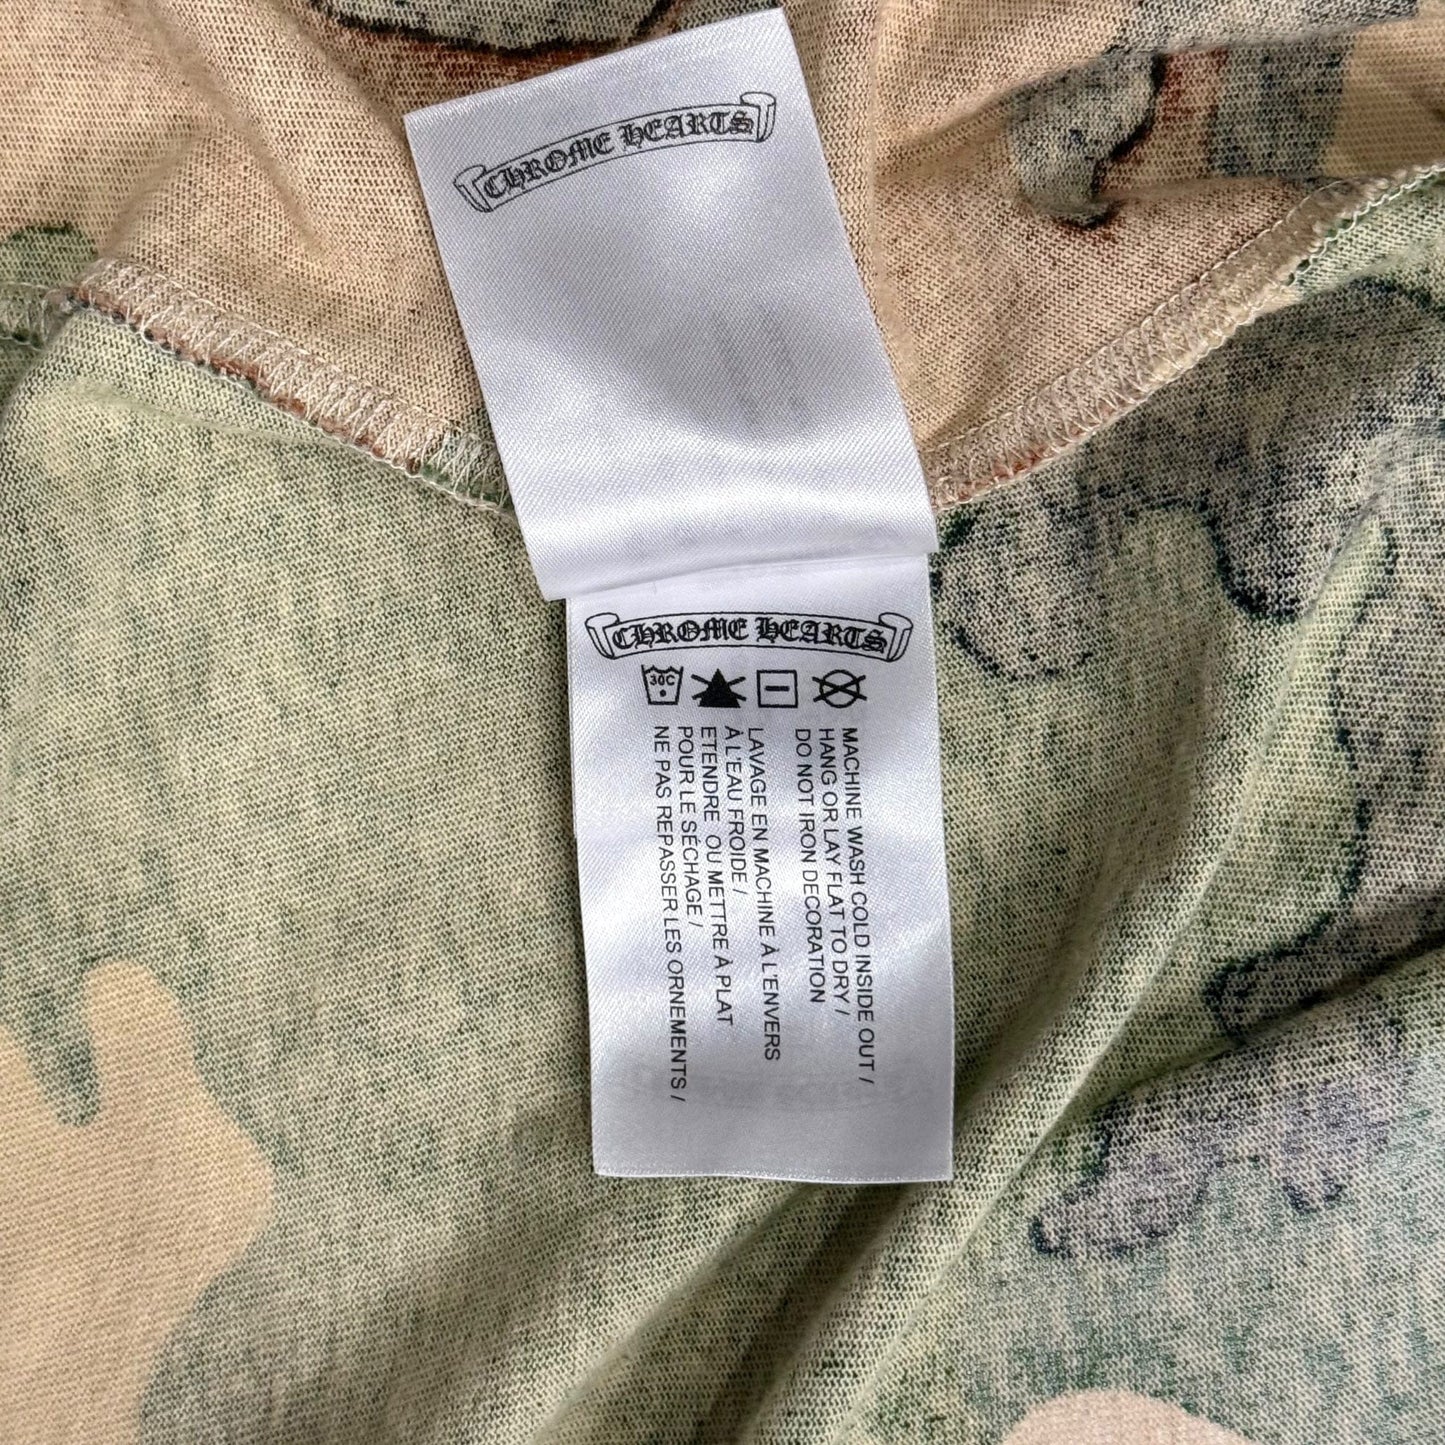 CHROME HEARTS
CHROME HEARTS
30C
MACHINE WASH COLD INSIDE OUT /
HANG OR LAY FLAT TO DRY /
DO NOT IRON DECORATION
LAVAGE EN MACHINE À L'ENVERS
À L'EAU FROIDE /
ETENDRE OU METTRE À PLAT
POUR LE SÉCHAGE /
NE PAS REPASSER LES ORNEMENTS /